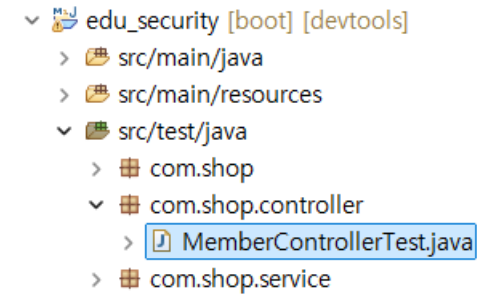 edu_security [boot] [devtools]
src/main/java
src/main/resources
src/test/java
com.shop
com.shop.controller
MemberControllerTest.java
com.shop.service